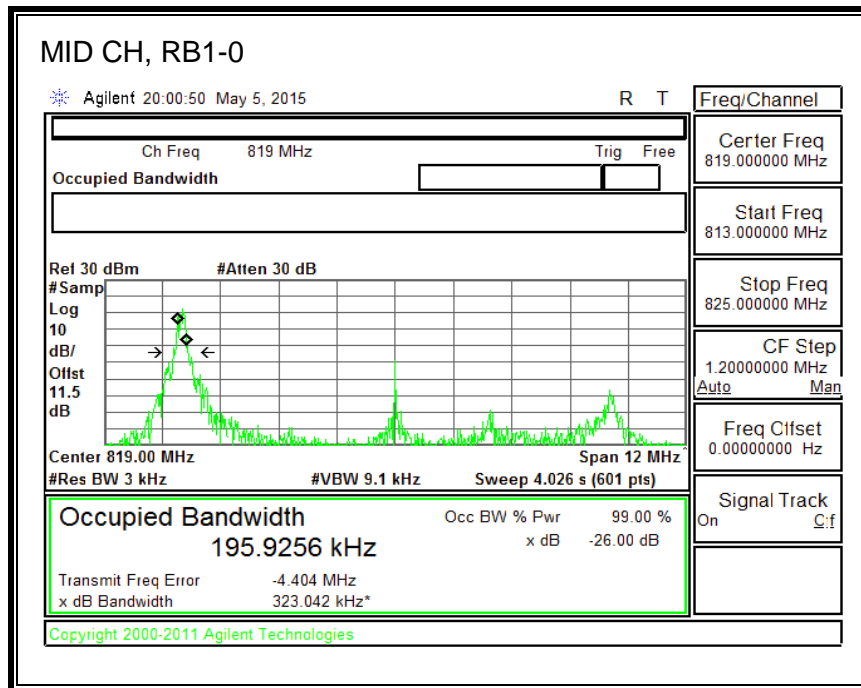 MID CH, RB1-0
Agilent 20:00:50 May 5, 2015 R T
Freq/Channel
Ch Freq 819 MHz Trig Free
Occupied Bandwidth
Center Freq
819.000000 MHz
Start Freq
813.000000 MHz
Stop Freq
825.000000 MHz
CF Step
1.20000000 MHz
Auto Man
Freq Offset
0.00000000 Hz
Signal Track
On Off
Ref 30 dBm #Atten 30 dB
#Samp
Log
10
dB/
Offst
11.5
dB
Center 819.00 MHz Span 12 MHz
#Res BW 3 kHz #VBW 9.1 kHz Sweep 4.026 s (601 pts)
Occupied Bandwidth
195.9256 kHz
Occ BW % Pwr 99.00 %
x dB -26.00 dB
Transmit Freq Error -4.404 MHz
x dB Bandwidth 323.042 kHz*
Copyright 2000-2011 Agilent Technologies